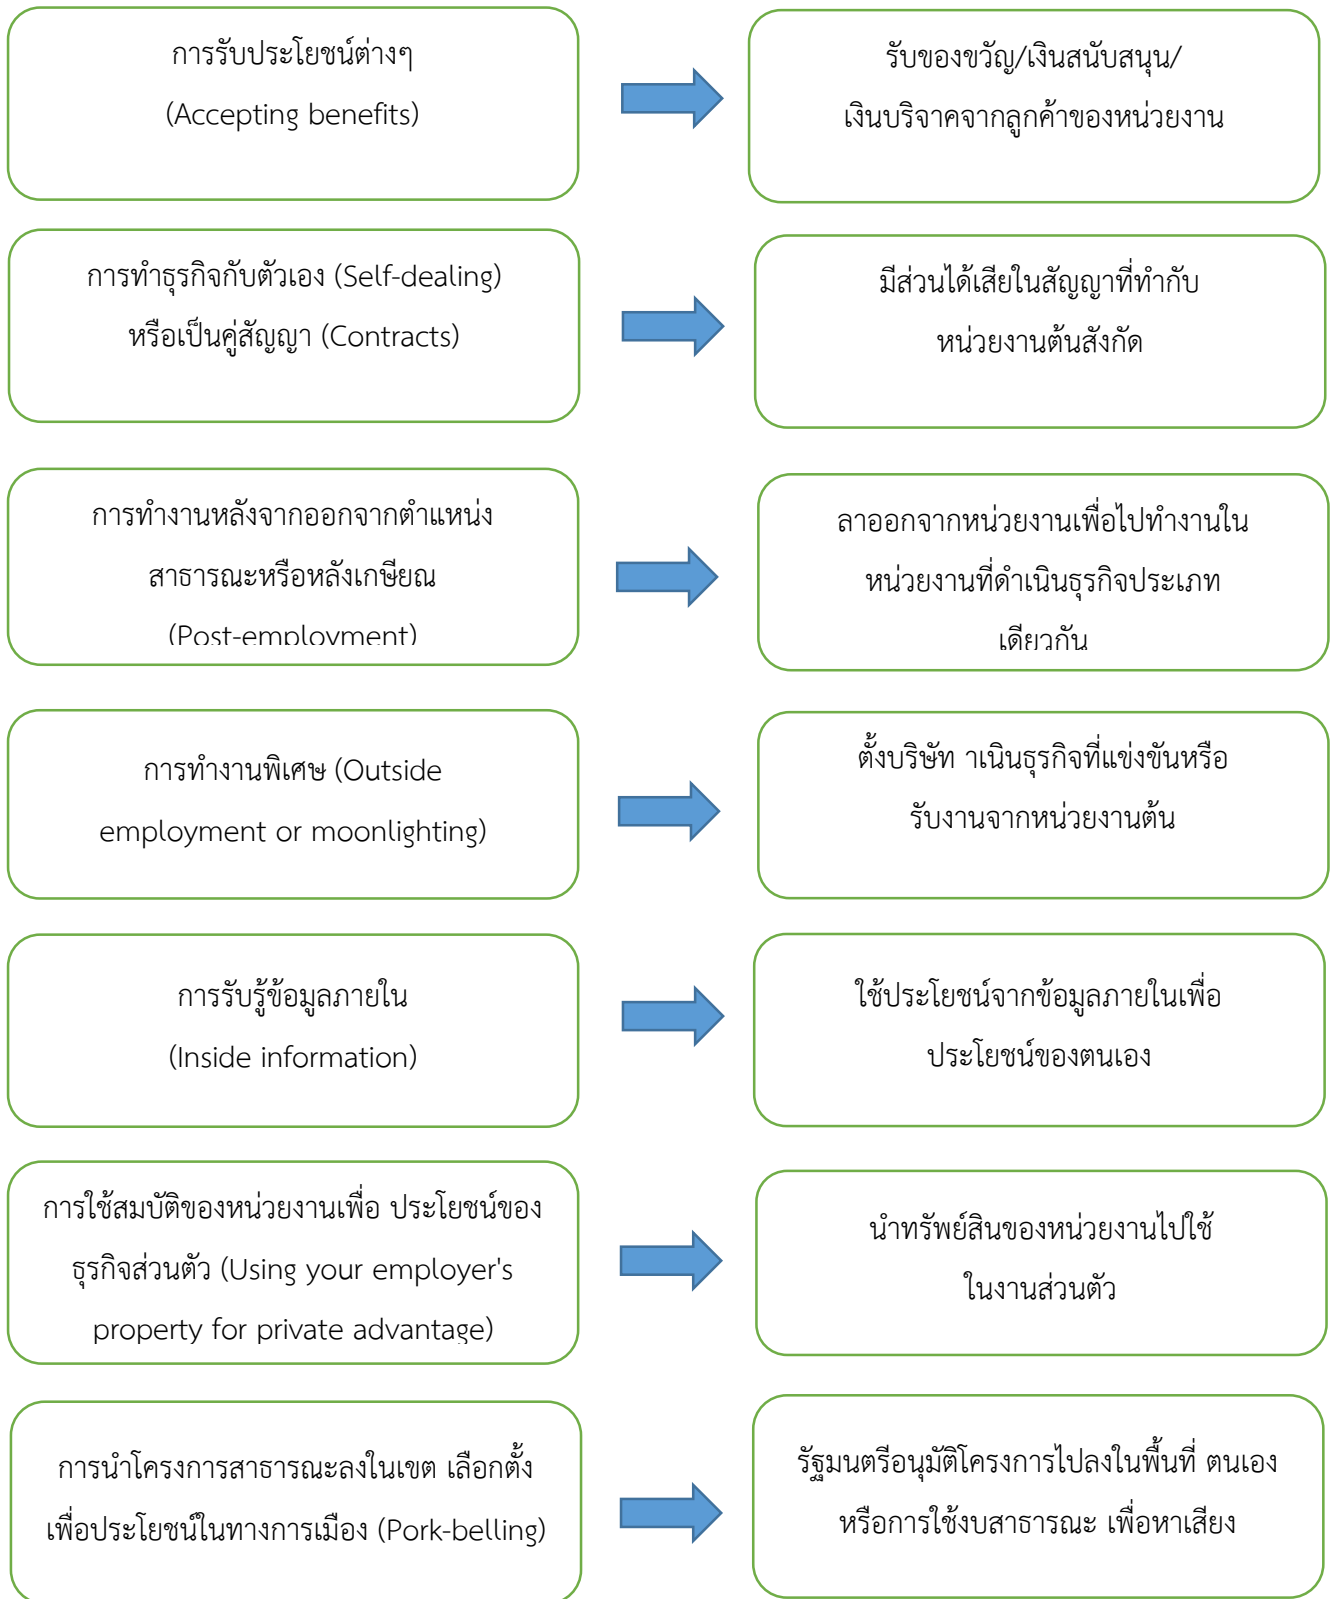 การรับประโยชน์ต่างๆ
(Accepting benefits)
รับของขวัญ/เงินสนับสนุน/
เงินบริจาคจากลูกค้าของหน่วยงาน
การทำธุรกิจกับตัวเอง (Self-dealing)
หรือเป็นคู่สัญญา (Contracts)
มีส่วนได้เสียในสัญญาที่ทำกับ
หน่วยงานต้นสังกัด
การทำงานหลังจากออกจากตำแหน่ง
สาธารณะหรือหลังเกษียณ
(Post-employment)
ลาออกจากหน่วยงานเพื่อไปทำงานใน
หน่วยงานที่ดำเนินธุรกิจประเภท
เดียวกัน
การทำงานพิเศษ (Outside
employment or moonlighting)
ตั้งบริษัท าเนินธุรกิจที่แข่งขันหรือ
รับงานจากหน่วยงานต้น
การรับรู้ข้อมูลภายใน
(Inside information)
ใช้ประโยชน์จากข้อมูลภายในเพื่อ
ประโยชน์ของตนเอง
การใช้สมบัติของหน่วยงานเพื่อ ประโยชน์ของ
ธุรกิจส่วนตัว (Using your employer's
property for private advantage)
นำทรัพย์สินของหน่วยงานไปใช้
ในงานส่วนตัว
การนำโครงการสาธารณะลงในเขต เลือกตั้ง
เพื่อประโยชน์ในทางการเมือง (Pork-belling)
รัฐมนตรีอนุมัติโครงการไปลงในพื้นที่ ตนเอง
หรือการใช้งบสาธารณะ เพื่อหาเสียง